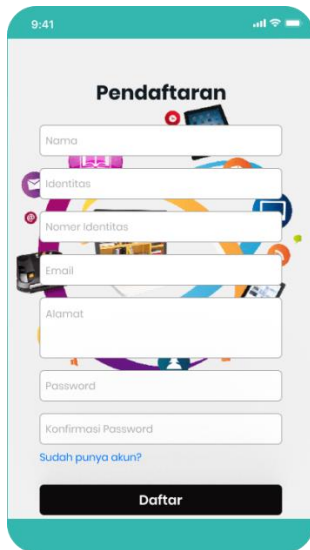 9:41
Pendaftaran
Nama
Identitas
Nomer Identitas
Email
Alamat
Password
Konfirmasi Password
Sudah punya akun?
Daftar